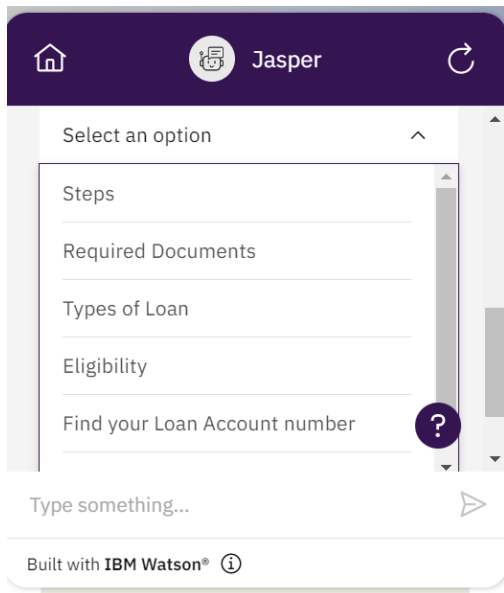 Jasper
Select an option
Steps
Required Documents
Types of Loan
Eligibility
Find your Loan Account number
?
Type something...
Built with IBM Watson®